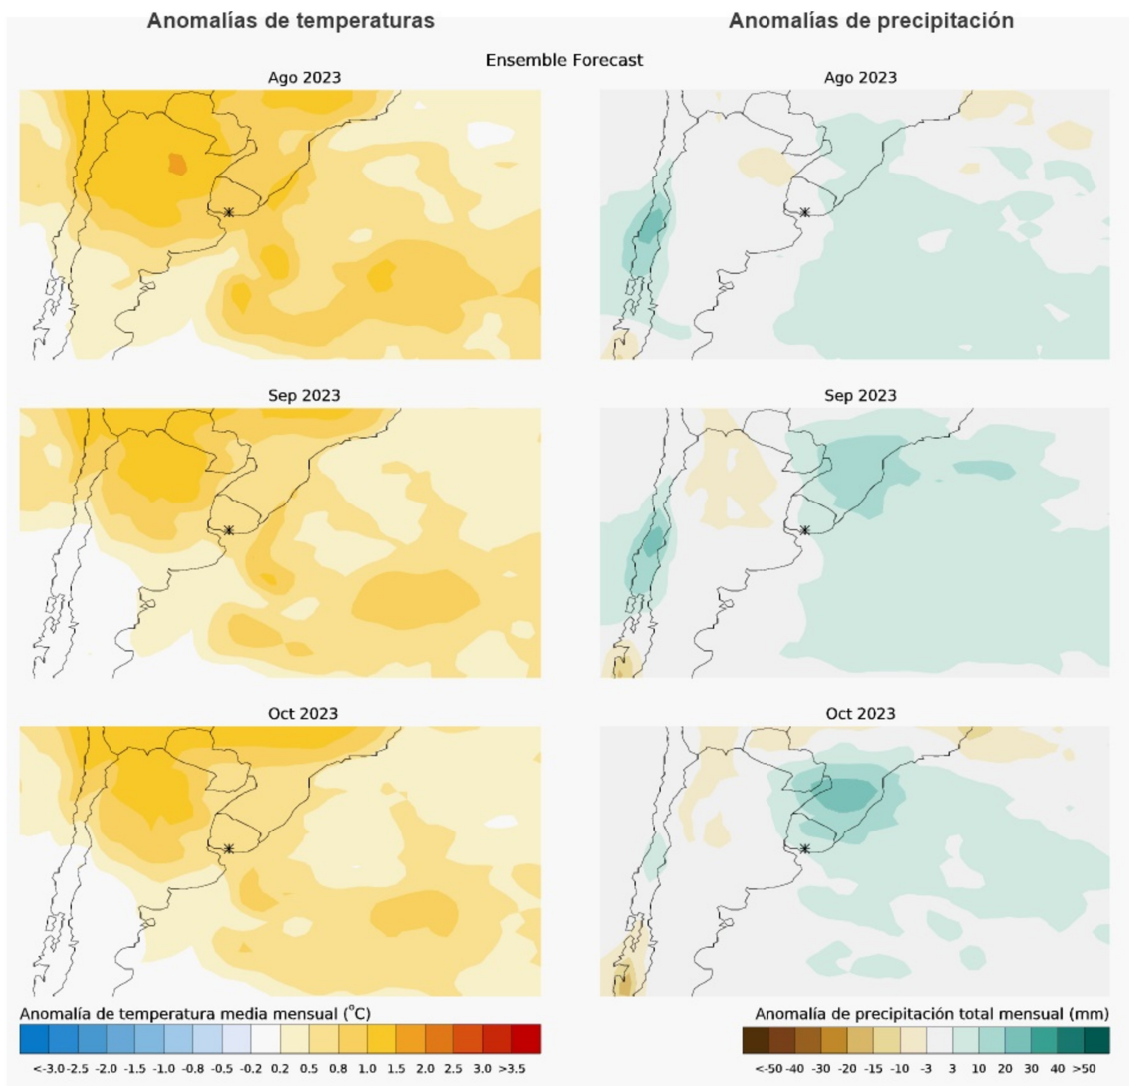 Anomalías de temperaturas
Anomalías de precipitación
Ensemble Forecast
Ago 2023
Ago 2023
Sep 2023
Sep 2023
Oct 2023
Oct 2023
Anomalía de temperatura media mensual (°C)
<-3.0 -2.5 -2.0 -1.5 -1.0 -0.8 -0.5 -0.2 0.2 0.5 0.8 1.0 1.5 2.0 2.5 3.0 >3.5
Anomalía de precipitación total mensual (mm)
<-50 -40 -30 -20 -15 -10 -3 3 10 20 30 40 >50